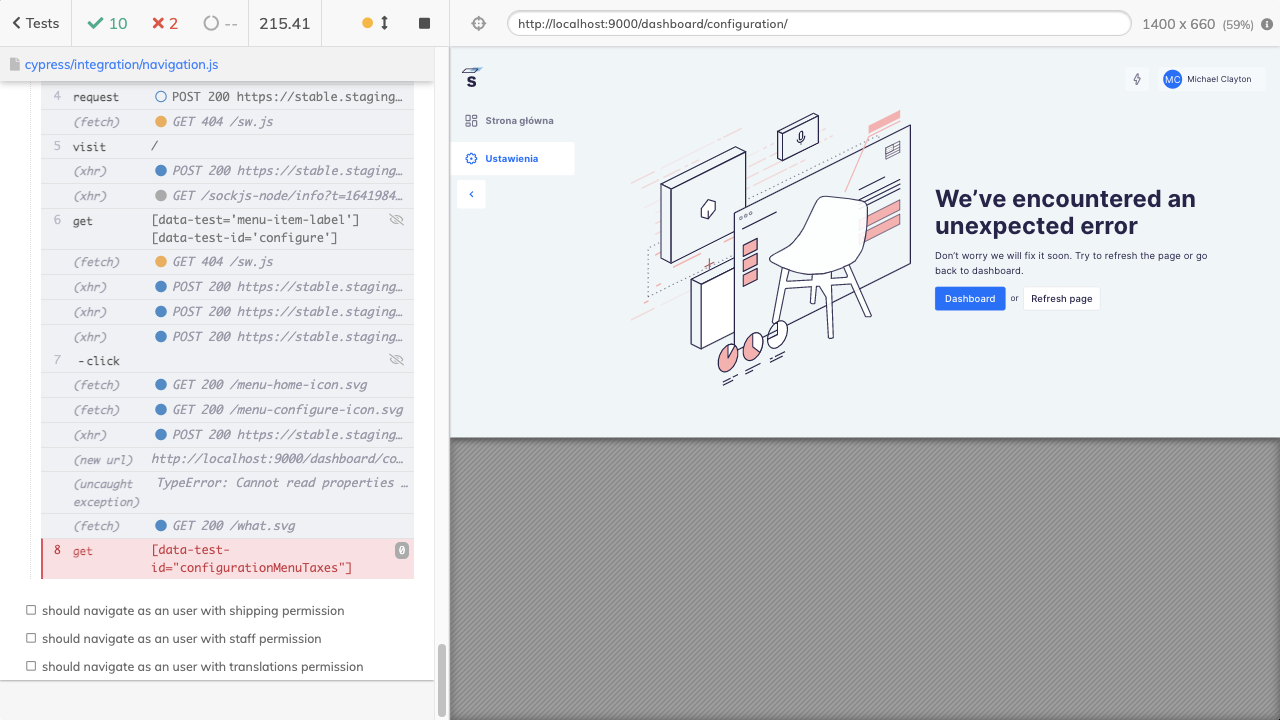 Tests
10
2
--
215.41
http://localhost:9000/dashboard/configuration/
1400 x 660 (59%)
cypress/integration/navigation.js
4 request POST 200 https://stable.staging…
(fetch) GET 404 /sw.js
5 visit /
(xhr) POST 200 https://stable.staging…
(xhr) GET /sockjs-node/info?t=1641984…
6 get [data-test='menu-item-label']
[data-test-id='configure']
(fetch) GET 404 /sw.js
(xhr) POST 200 https://stable.staging…
(xhr) POST 200 https://stable.staging…
(xhr) POST 200 https://stable.staging…
7 -click
(fetch) GET 200 /menu-home-icon.svg
(fetch) GET 200 /menu-configure-icon.svg
(xhr) POST 200 https://stable.staging…
(new url) http://localhost:9000/dashboard/co…
(uncaught exception) TypeError: Cannot read properties …
(fetch) GET 200 /what.svg
8 get [data-test-
id="configurationMenuTaxes"]
0
should navigate as an user with shipping permission
should navigate as an user with staff permission
should navigate as an user with translations permission
S
MC Michael Clayton
Strona główna
Ustawienia
We've encountered an
unexpected error
Don't worry we will fix it soon. Try to refresh the page or go
back to dashboard.
Dashboard or Refresh page